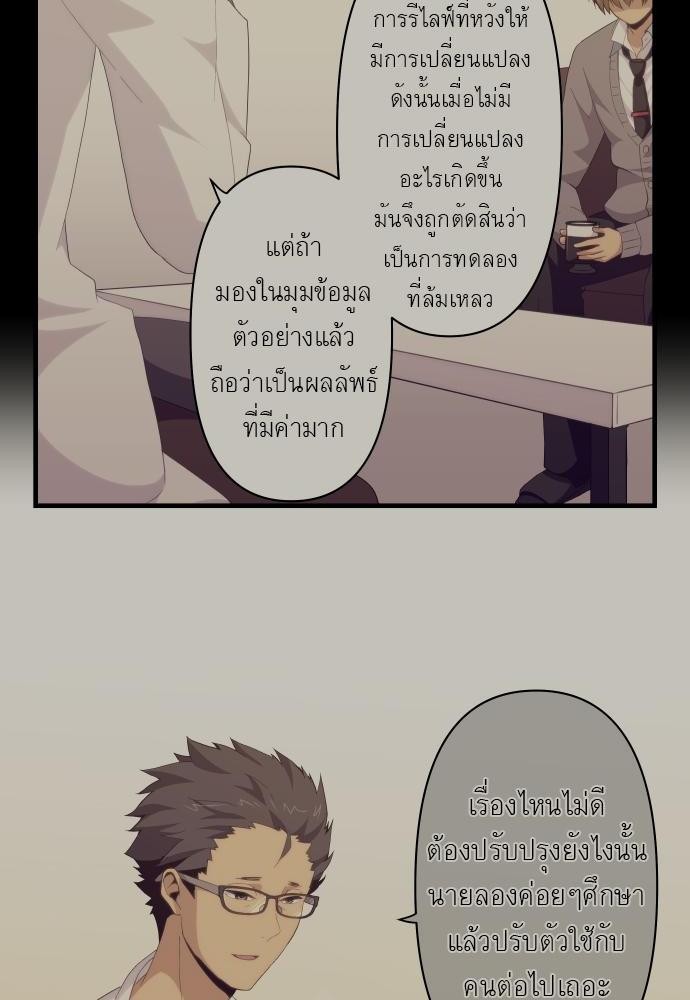 การรีไลฟ์ที่หวังให้
มีการเปลี่ยนแปลง
ดังนั้นเมื่อไม่มี
การเปลี่ยนแปลง
อะไรเกิดขึ้น
มันจึงถูกตัดสินว่า
เป็นการทดลอง
ที่ล้มเหลว
แต่ถ้า
มองในมุมข้อมูล
ตัวอย่างแล้ว
ถือว่าเป็นผลลัพธ์
ที่มีค่ามาก
เรื่องไหนไม่ดี
ต้องปรับปรุงยังไงนั้น
นายลองค่อยๆศึกษา
แล้วปรับตัวใช้กับ
คนต่อไปเถอะ